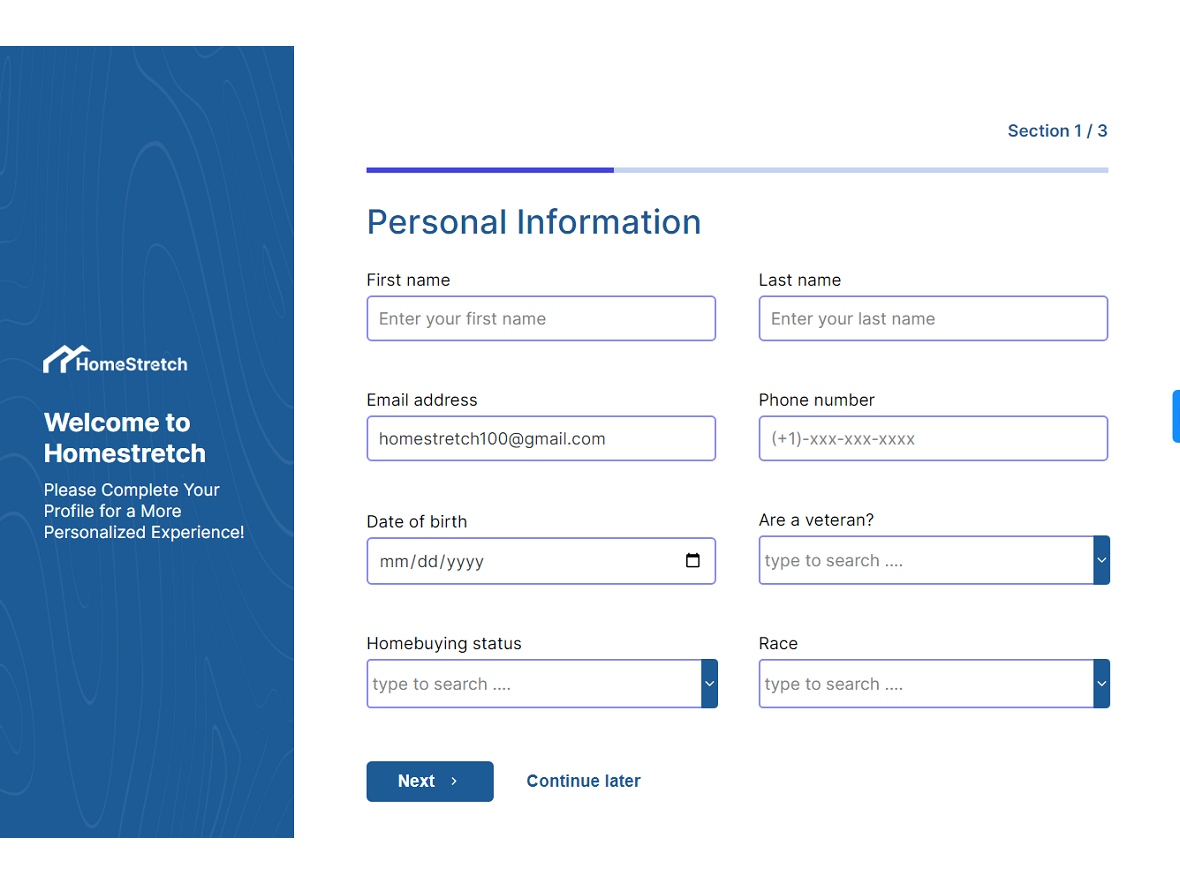 HomeStretch
Welcome to
Homestretch
Please Complete Your
Profile for a More
Personalized Experience!
Section 1 / 3
Personal Information
First name
Enter your first name
Last name
Enter your last name
Email address
homestretch100@gmail.com
Phone number
(+1)-xxx-xxx-xxxx
Date of birth
mm/dd/yyyy
Are a veteran?
type to search ....
Homebuying status
type to search ....
Race
type to search ....
Next
Continue later